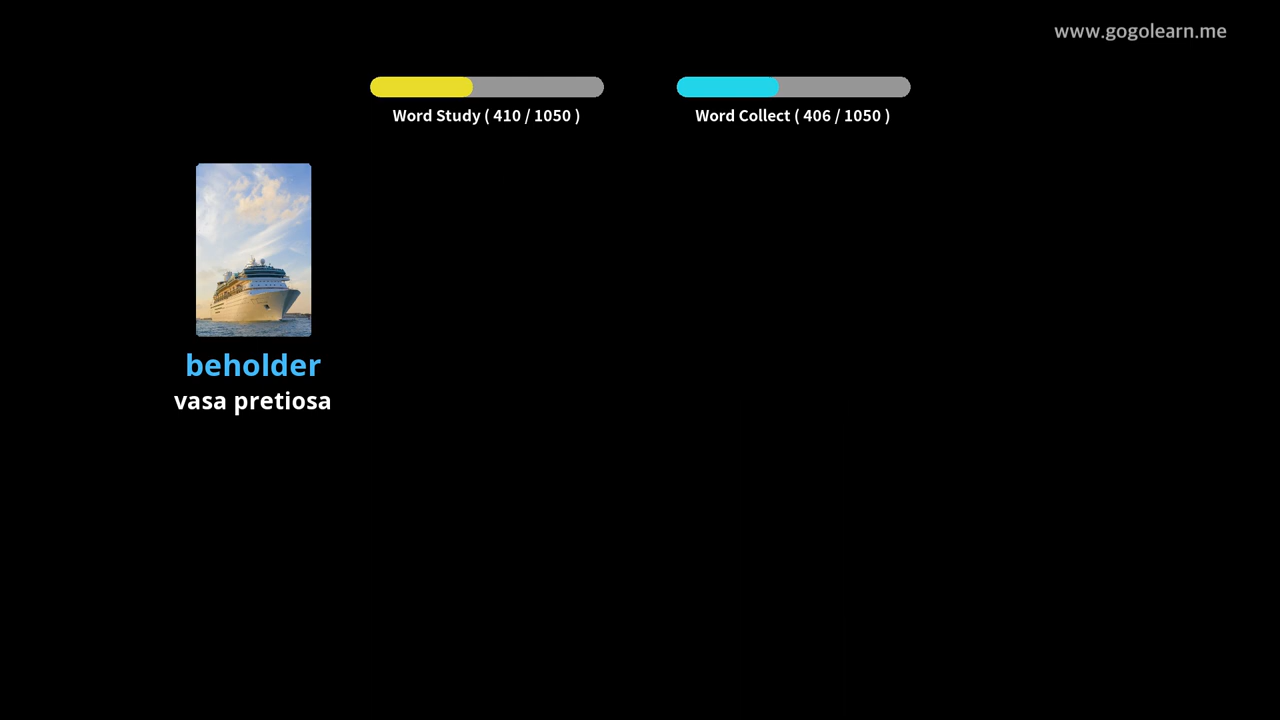 www.gogolearn.me
Word Study ( 410 / 1050 )
Word Collect ( 406 / 1050 )
beholder
vasa pretiosa